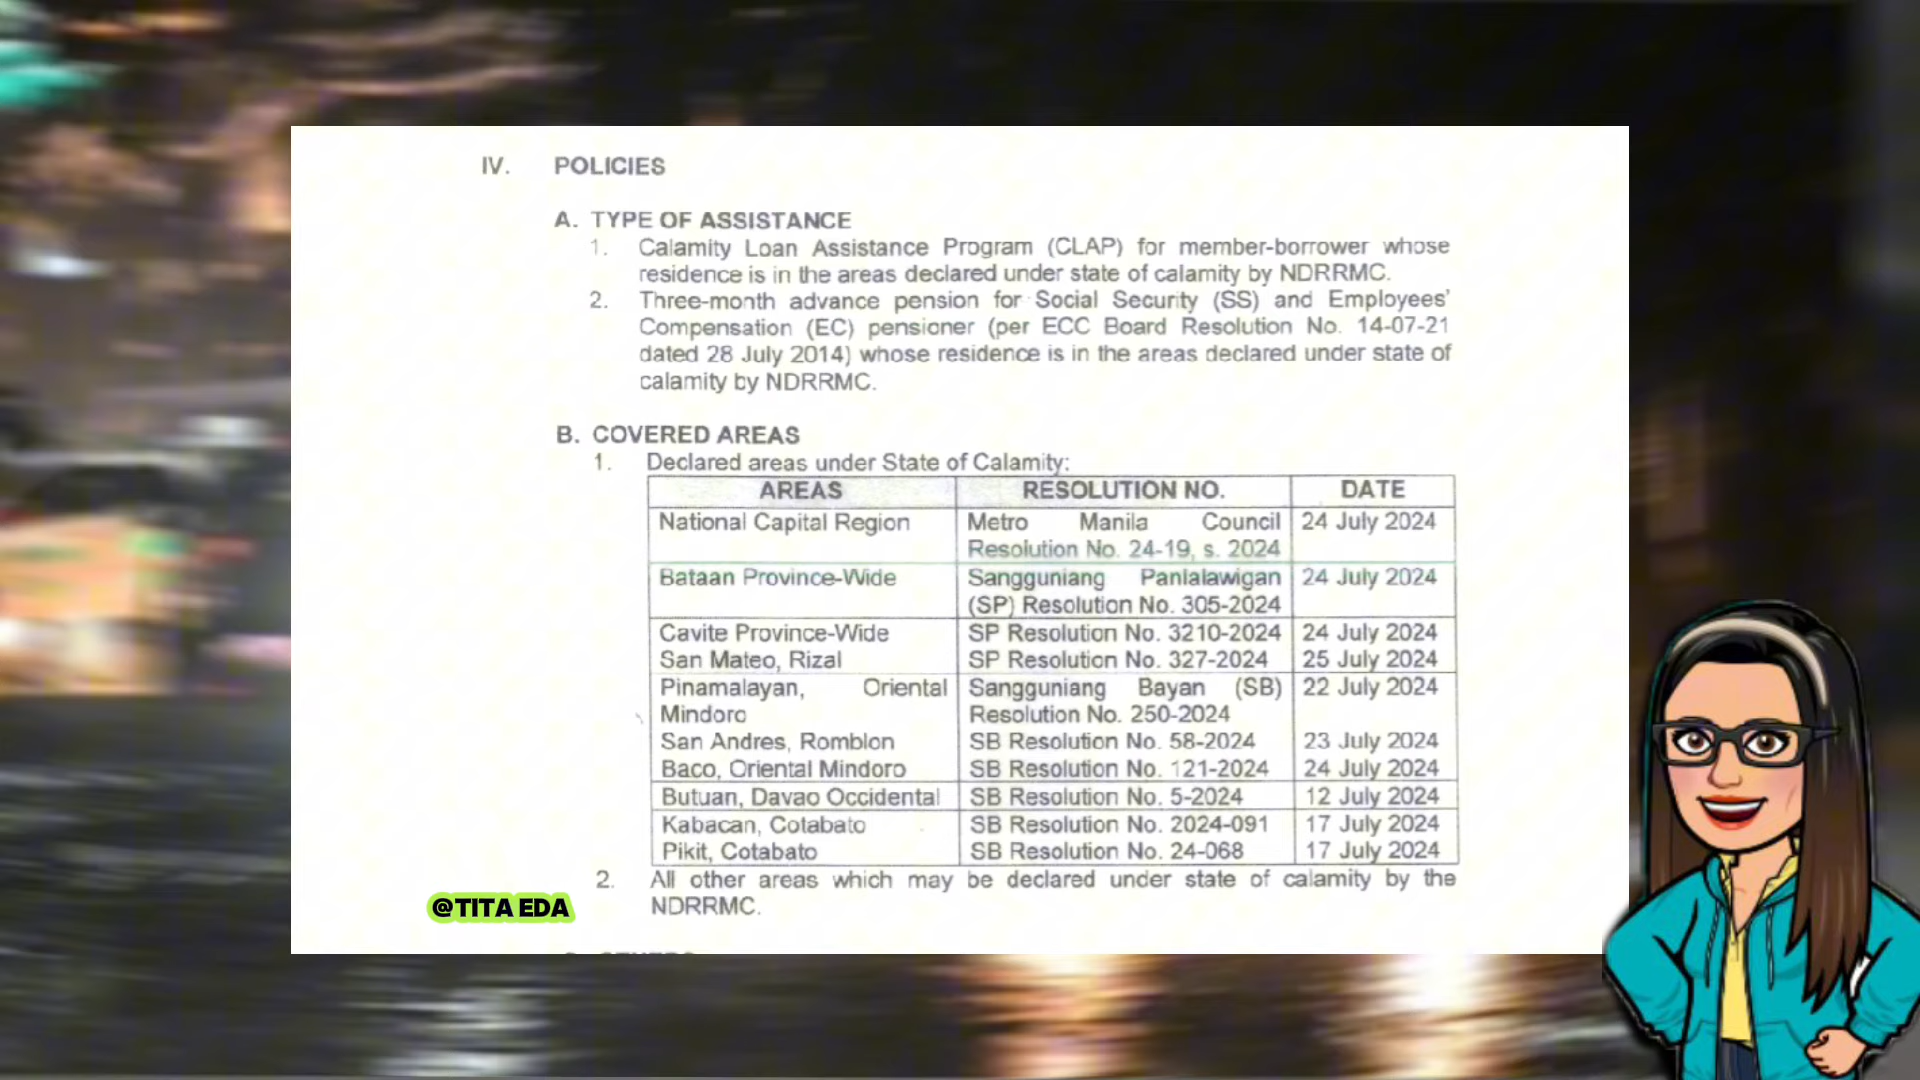 IV. POLICIES
A. TYPE OF ASSISTANCE
1. Calamity Loan Assistance Program (CLAP) for member-borrower whose
residence is in the areas declared under state of calamity by NDRRMC.
2. Three-month advance pension for Social Security (SS) and Employees'
Compensation (EC) pensioner (per ECC Board Resolution No. 14-07-21
dated 28 July 2014) whose residence is in the areas declared under state of
calamity by NDRRMC.
B. COVERED AREAS
1. Declared areas under State of Calamity:
AREAS RESOLUTION NO. DATE
National Capital Region Metro Manila Council 24 July 2024
Resolution No. 24-19, s. 2024
Bataan Province-Wide Sangguniang Panlalawigan 24 July 2024
(SP) Resolution No. 305-2024
Cavite Province-Wide SP Resolution No. 3210-2024 24 July 2024
San Mateo, Rizal SP Resolution No. 327-2024 25 July 2024
Pinamalayan, Oriental Sangguniang Bayan (SB) 22 July 2024
Mindoro Resolution No. 250-2024
San Andres, Romblon SB Resolution No. 58-2024 23 July 2024
Baco, Oriental Mindoro SB Resolution No. 121-2024 24 July 2024
Butuan, Davao Occidental SB Resolution No. 5-2024 12 July 2024
Kabacan, Cotabato SB Resolution No. 2024-091 17 July 2024
Pikit, Cotabato SB Resolution No. 24-068 17 July 2024
2. All other areas which may be declared under state of calamity by the
NDRRMC.
@TITA EDA